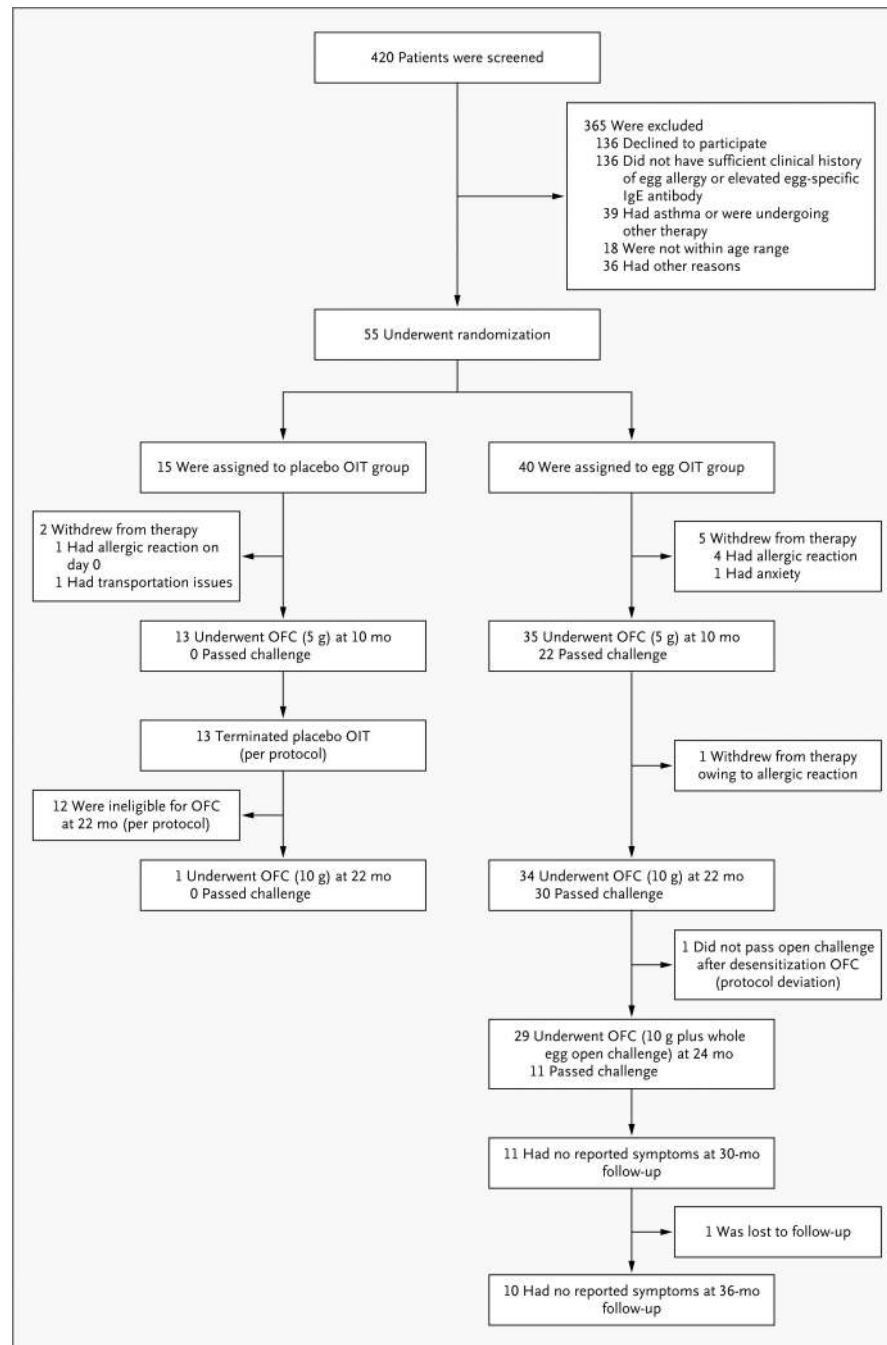 420 Patients were screened
365 Were excluded
136 Declined to participate
136 Did not have sufficient clinical history
of egg allergy or elevated egg-specific
IgE antibody
39 Had asthma or were undergoing
other therapy
18 Were not within age range
36 Had other reasons
55 Underwent randomization
15 Were assigned to placebo OIT group
40 Were assigned to egg OIT group
2 Withdrew from therapy
1 Had allergic reaction on
day 0
1 Had transportation issues
5 Withdrew from therapy
4 Had allergic reaction
1 Had anxiety
13 Underwent OFC (5 g) at 10 mo
0 Passed challenge
35 Underwent OFC (5 g) at 10 mo
22 Passed challenge
13 Terminated placebo OIT
(per protocol)
1 Withdrew from therapy
owing to allergic reaction
12 Were ineligible for OFC
at 22 mo (per protocol)
1 Underwent OFC (10 g) at 22 mo
0 Passed challenge
34 Underwent OFC (10 g) at 22 mo
30 Passed challenge
1 Did not pass open challenge
after desensitization OFC
(protocol deviation)
29 Underwent OFC (10 g plus whole
egg open challenge) at 24 mo
11 Passed challenge
11 Had no reported symptoms at 30-mo
follow-up
1 Was lost to follow-up
10 Had no reported symptoms at 36-mo
follow-up